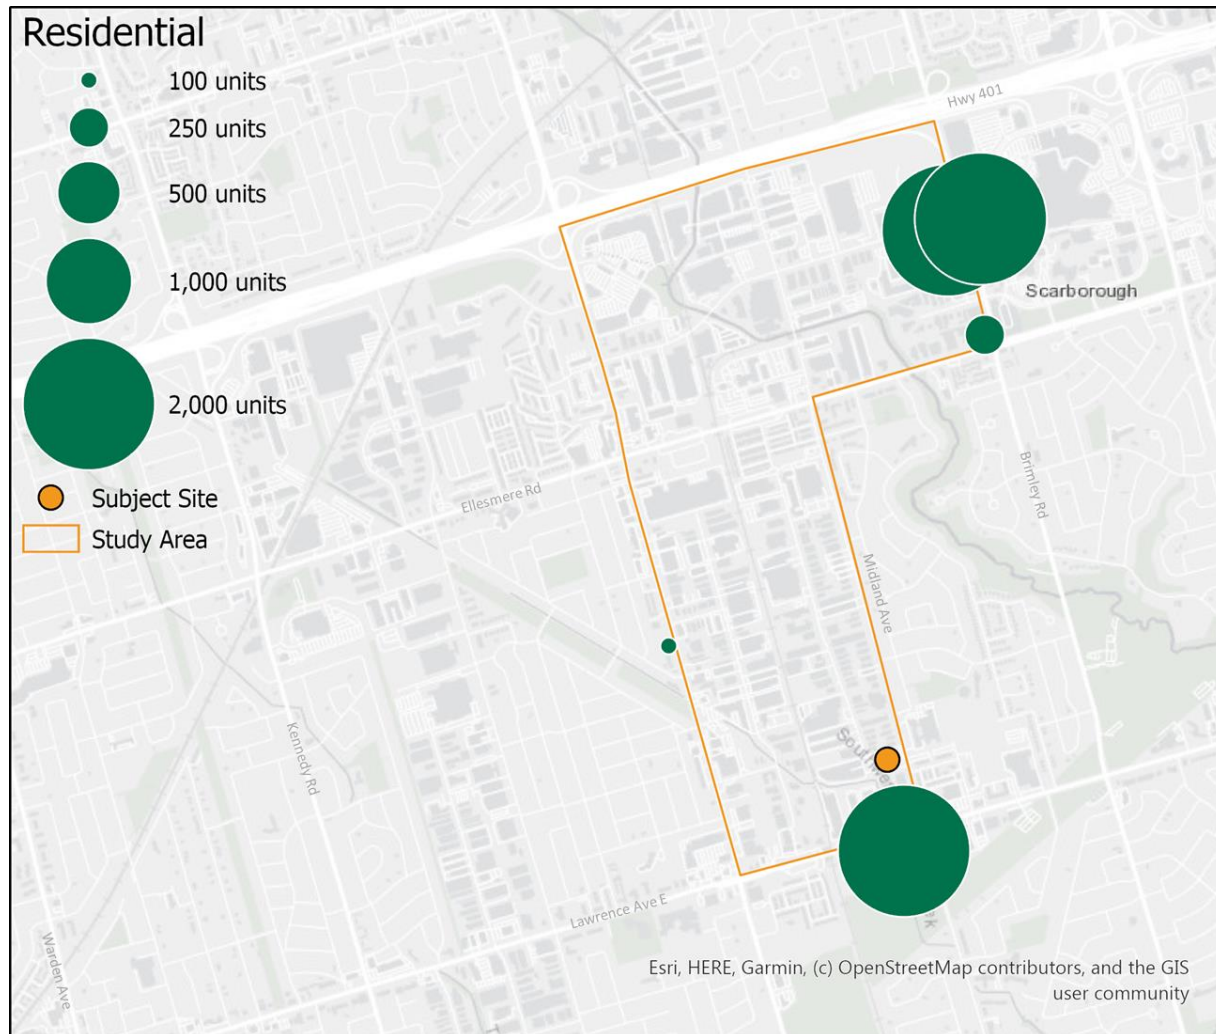 Residential
100 units
250 units
500 units
1,000 units
2,000 units
Subject Site
Study Area
Hwy 401
Scarborough
Ellesmere Rd
Brimley Rd
Midland Ave
Kennedy Rd
Lawrence Ave E
Warden Ave
Esri, HERE, Garmin, (c) OpenStreetMap contributors, and the GIS
user community